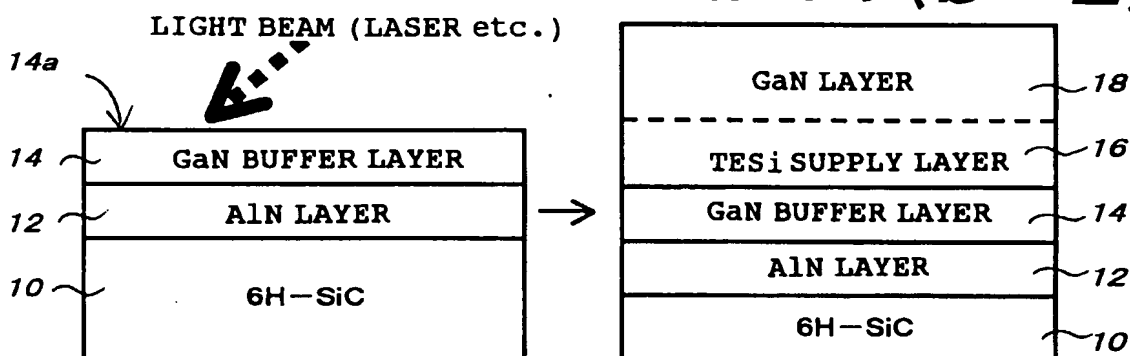 LIGHT BEAM (LASER etc.)
14a
14
GaN BUFFER LAYER
12
AlN LAYER
10
6H-SiC
GaN LAYER
18
TESi SUPPLY LAYER
16
GaN BUFFER LAYER
14
AlN LAYER
12
6H-SiC
10